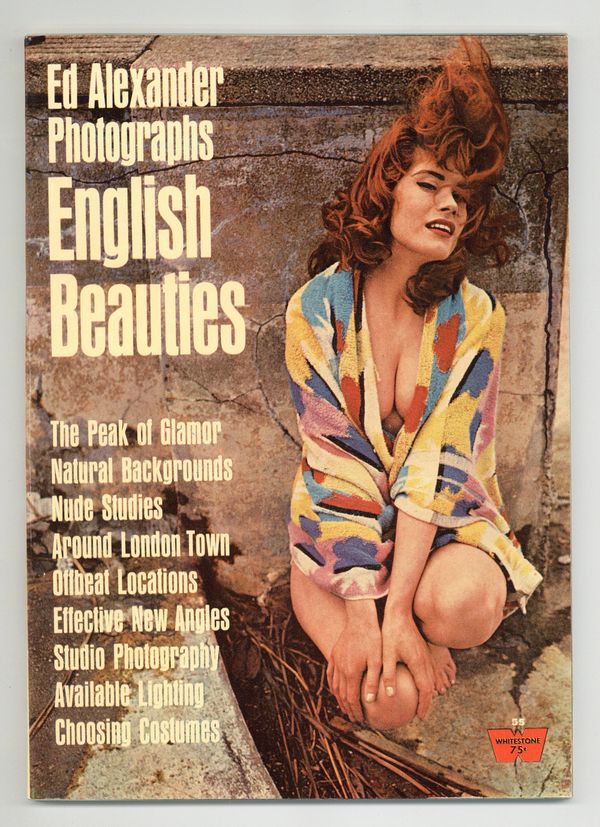 Ed Alexander
Photographs
English
Beauties
The Peak of Glamor
Natural Backgrounds
Nude Studies
Around London Town
Offbeat Locations
Effective New Angles
Studio Photography
Available Lighting
Choosing Costumes
55
WHITESTONE
75¢